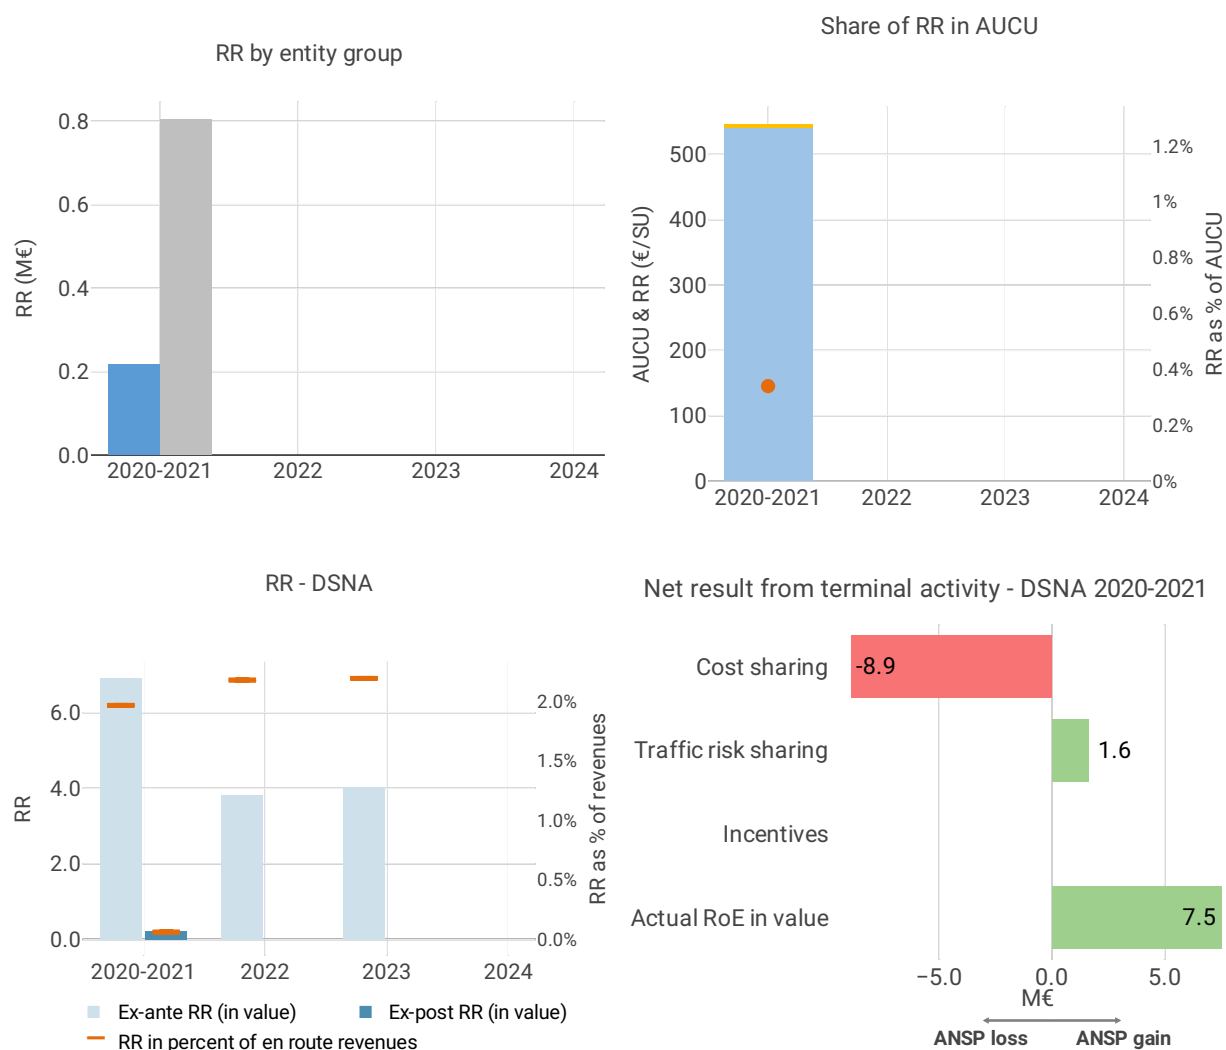 RR by entity group
RR (M€)
0.8
0.6
0.4
0.2
0.0
2020-2021 2022 2023 2024
Share of RR in AUCU
AUCU & RR (€/SU)
500
400
300
200
100
0
1.2%
1%
0.8%
0.6%
0.4%
0.2%
0%
RR as % of AUCU
2020-2021 2022 2023 2024
RR - DSNA
RR
6.0
4.0
2.0
0.0
2.0%
1.5%
1.0%
0.5%
0.0%
RR as % of revenues
2020-2021 2022 2023 2024
Ex-ante RR (in value) Ex-post RR (in value)
RR in percent of en route revenues
Net result from terminal activity - DSNA 2020-2021
Cost sharing -8.9
Traffic risk sharing 1.6
Incentives
Actual RoE in value 7.5
−5.0 0.0 5.0
M€
ANSP loss ANSP gain